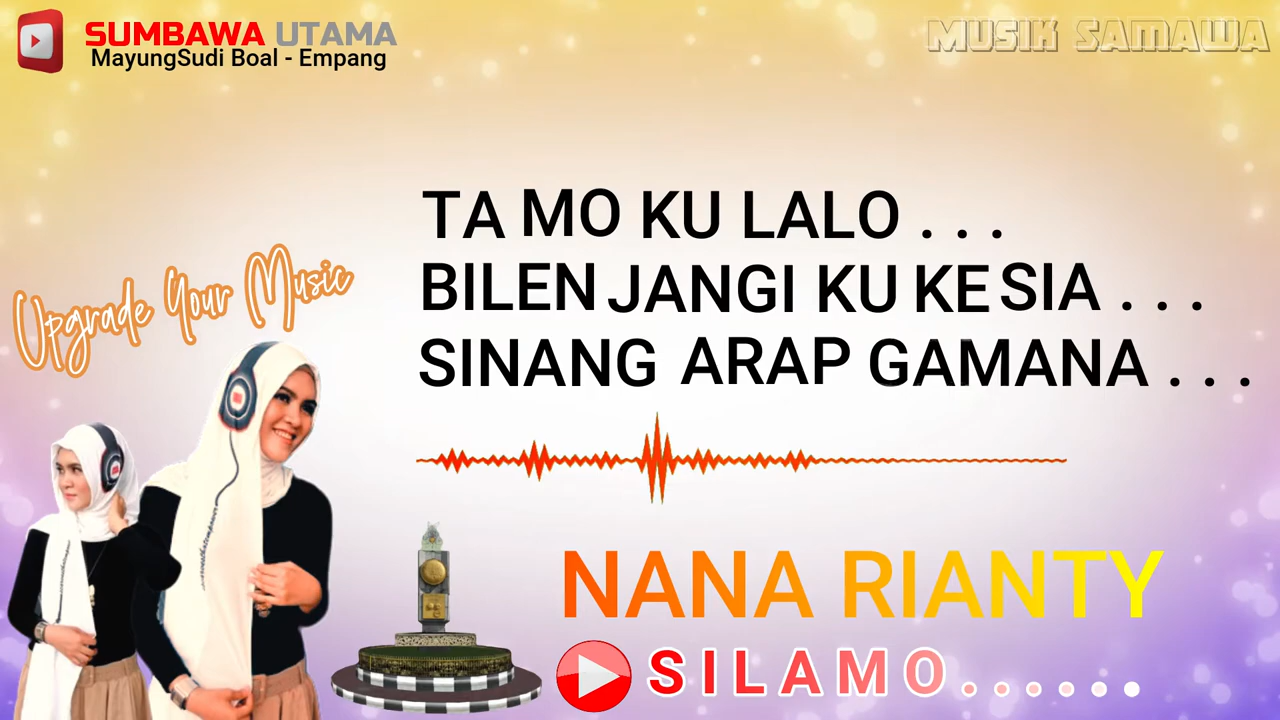 SUMBAWA UTAMA
MayungSudi Boal - Empang
MUSIK SAMAWA
TA MO KU LALO . . .
BILEN JANGI KU KE SIA . . .
SINANG ARAP GAMANA . . .
Upgrade Your Music
NANA RIANTY
SILAMO......